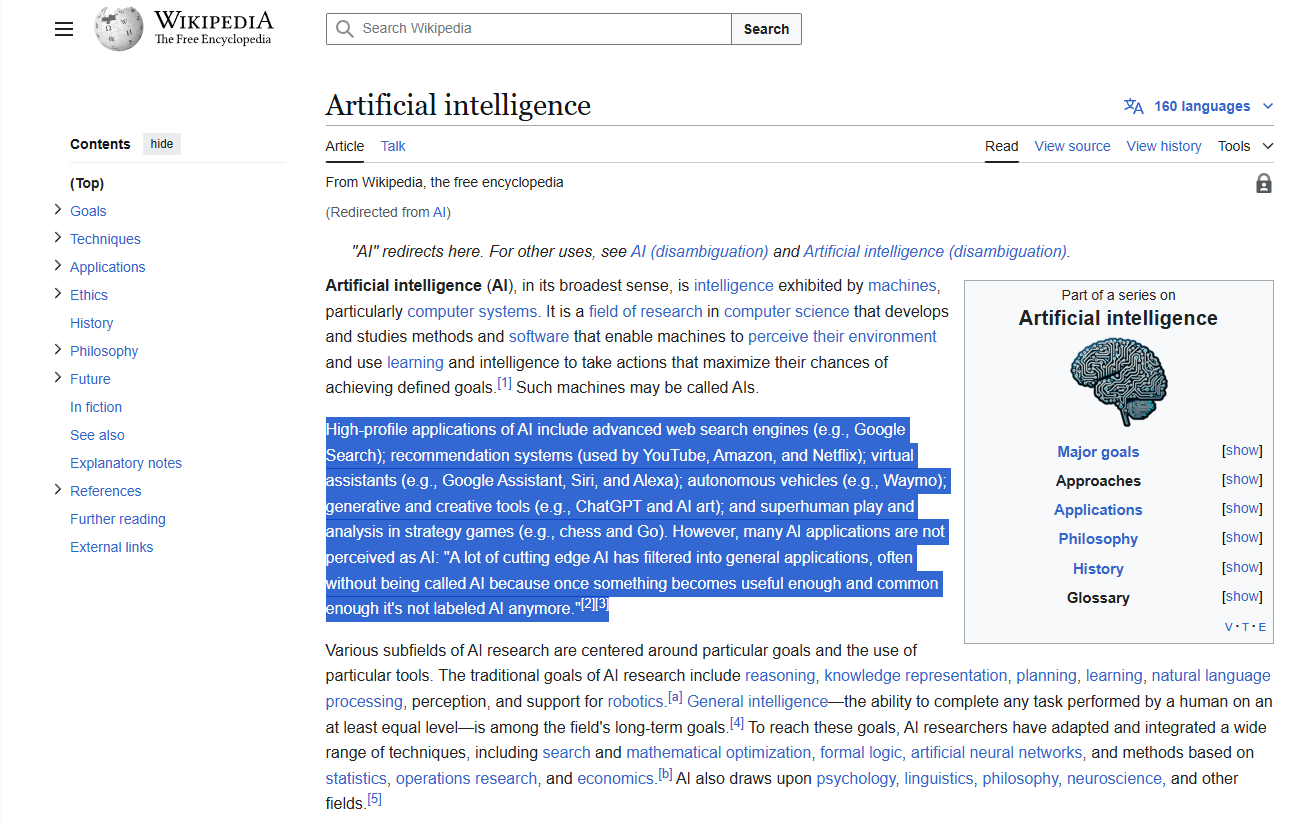 WIKIPEDIA
The Free Encyclopedia
Search Wikipedia
Search
Contents hide
(Top)
Goals
Techniques
Applications
Ethics
History
Philosophy
Future
In fiction
See also
Explanatory notes
References
Further reading
External links
Artificial intelligence
160 languages
Article Talk
Read View source View history Tools
From Wikipedia, the free encyclopedia
(Redirected from AI)
"AI" redirects here. For other uses, see AI (disambiguation) and Artificial intelligence (disambiguation).
Artificial intelligence (AI), in its broadest sense, is intelligence exhibited by machines,
particularly computer systems. It is a field of research in computer science that develops
and studies methods and software that enable machines to perceive their environment
and use learning and intelligence to take actions that maximize their chances of
achieving defined goals.[1] Such machines may be called AIs.
High-profile applications of AI include advanced web search engines (e.g., Google
Search); recommendation systems (used by YouTube, Amazon, and Netflix); virtual
assistants (e.g., Google Assistant, Siri, and Alexa); autonomous vehicles (e.g., Waymo);
generative and creative tools (e.g., ChatGPT and AI art); and superhuman play and
analysis in strategy games (e.g., chess and Go). However, many AI applications are not
perceived as AI: "A lot of cutting edge AI has filtered into general applications, often
without being called AI because once something becomes useful enough and common
enough it's not labeled AI anymore."[2][3]
Part of a series on
Artificial intelligence
Major goals [show]
Approaches [show]
Applications [show]
Philosophy [show]
History [show]
Glossary [show]
V · T · E
Various subfields of AI research are centered around particular goals and the use of
particular tools. The traditional goals of AI research include reasoning, knowledge representation, planning, learning, natural language
processing, perception, and support for robotics.[a] General intelligence—the ability to complete any task performed by a human on an
at least equal level—is among the field's long-term goals.[4] To reach these goals, AI researchers have adapted and integrated a wide
range of techniques, including search and mathematical optimization, formal logic, artificial neural networks, and methods based on
statistics, operations research, and economics.[b] AI also draws upon psychology, linguistics, philosophy, neuroscience, and other
fields.[5]